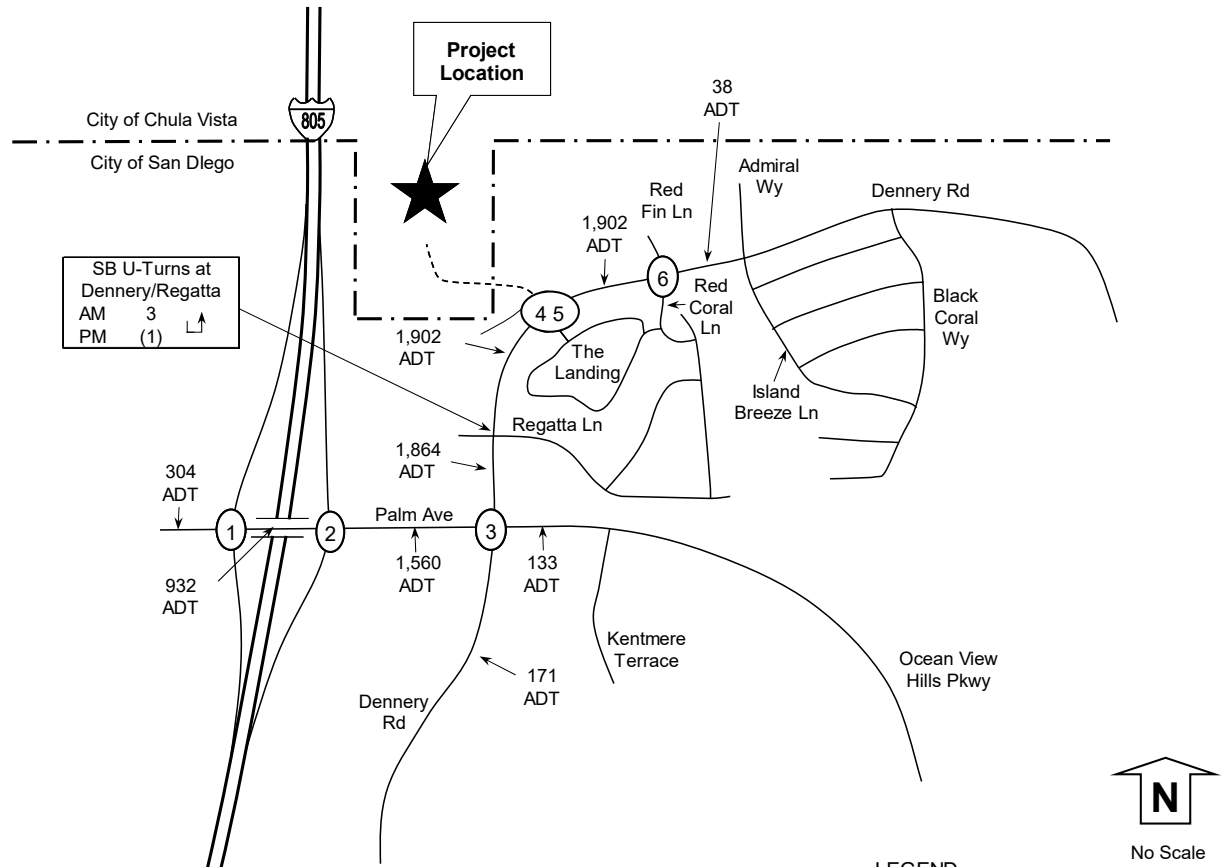 Project
Location
38
ADT
City of Chula Vista
805
City of San DIego
Admiral
Wy
Dennery Rd
Red
Fin Ln
1,902
ADT
SB U-Turns at
Dennery/Regatta
AM 3
PM (1)
6
Red
Coral
Ln
4 5
Black
Coral
Wy
1,902
ADT
The
Landing
Island
Breeze Ln
Regatta Ln
1,864
ADT
304
ADT
Palm Ave
1
2
3
932
ADT
1,560
ADT
133
ADT
Kentmere
Terrace
Ocean View
Hills Pkwy
171
ADT
Dennery
Rd
N
No Scale